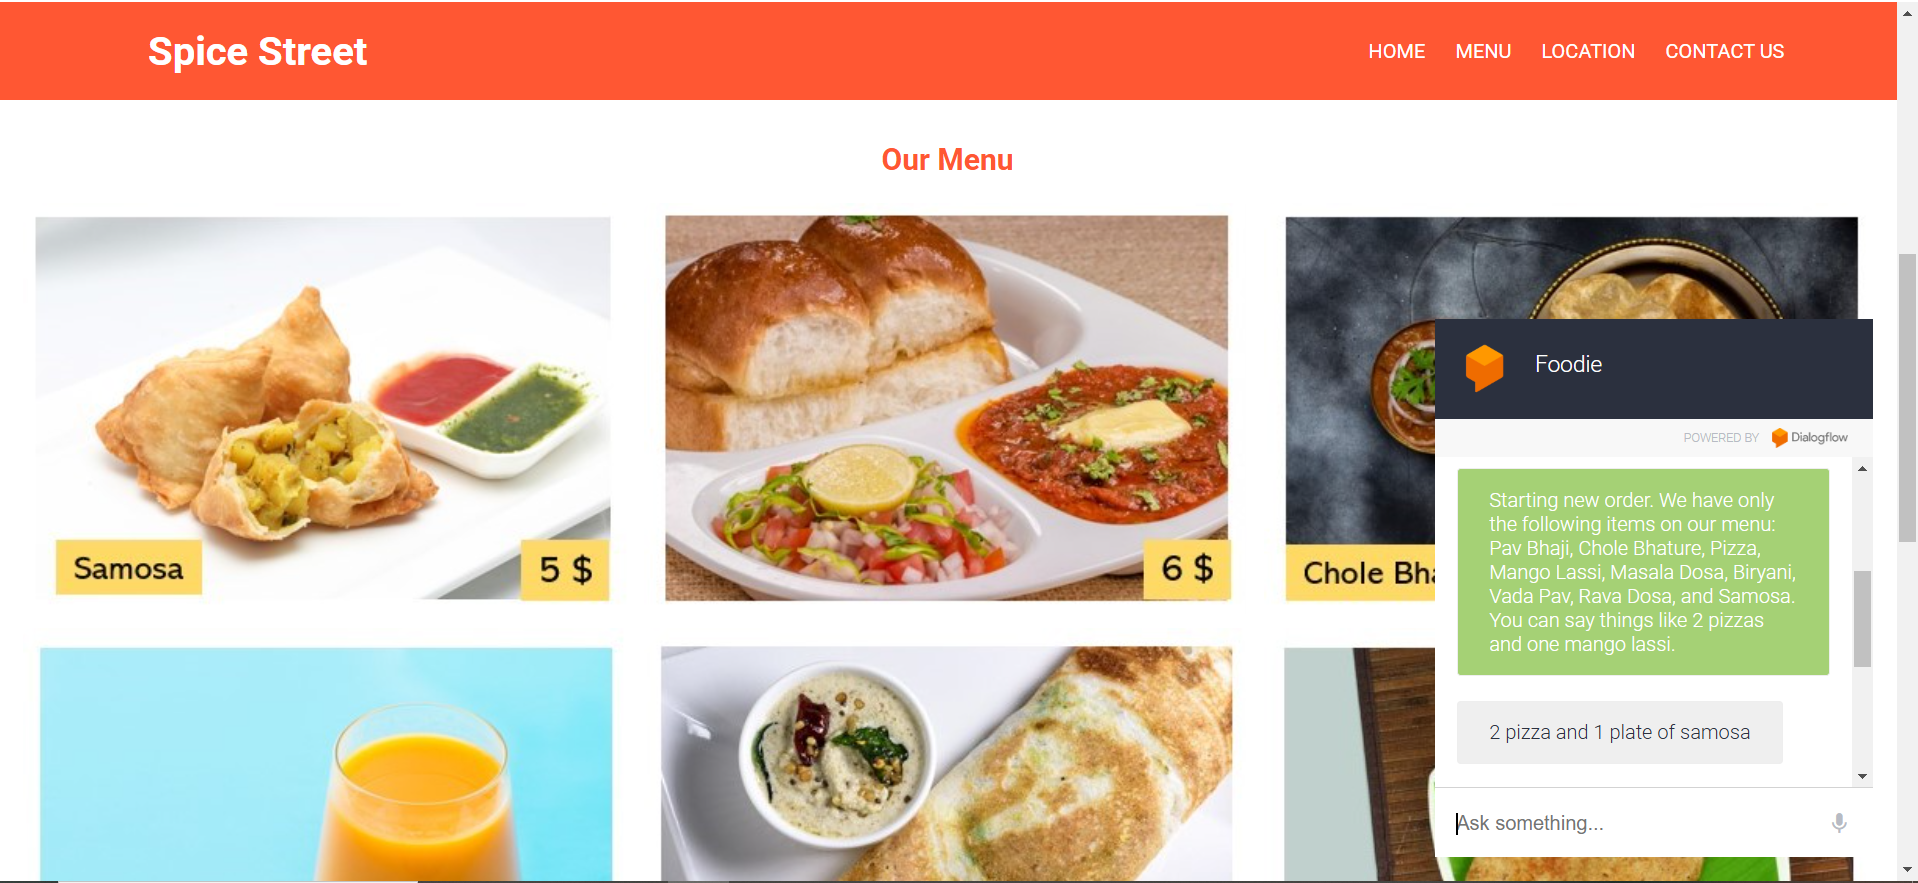 Spice Street
HOME MENU LOCATION CONTACT US
Our Menu
Samosa
5 $
6 $
Chole Bha
Foodie
POWERED BY Dialogflow
Starting new order. We have only
the following items on our menu:
Pav Bhaji, Chole Bhature, Pizza,
Mango Lassi, Masala Dosa, Biryani,
Vada Pav, Rava Dosa, and Samosa.
You can say things like 2 pizzas
and one mango lassi.
2 pizza and 1 plate of samosa
Ask something...